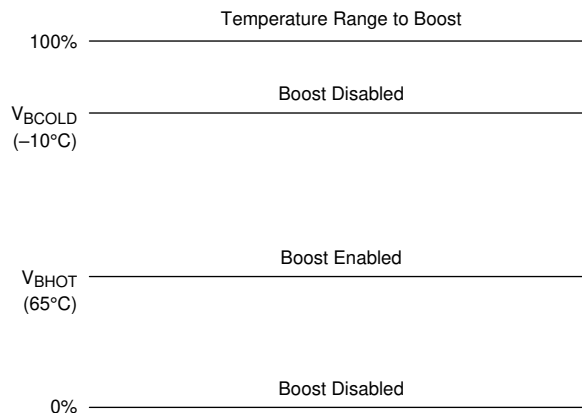 Temperature Range to Boost
100%
Boost Disabled
VBCOLD
(–10°C)
Boost Enabled
VBHOT
(65°C)
Boost Disabled
0%